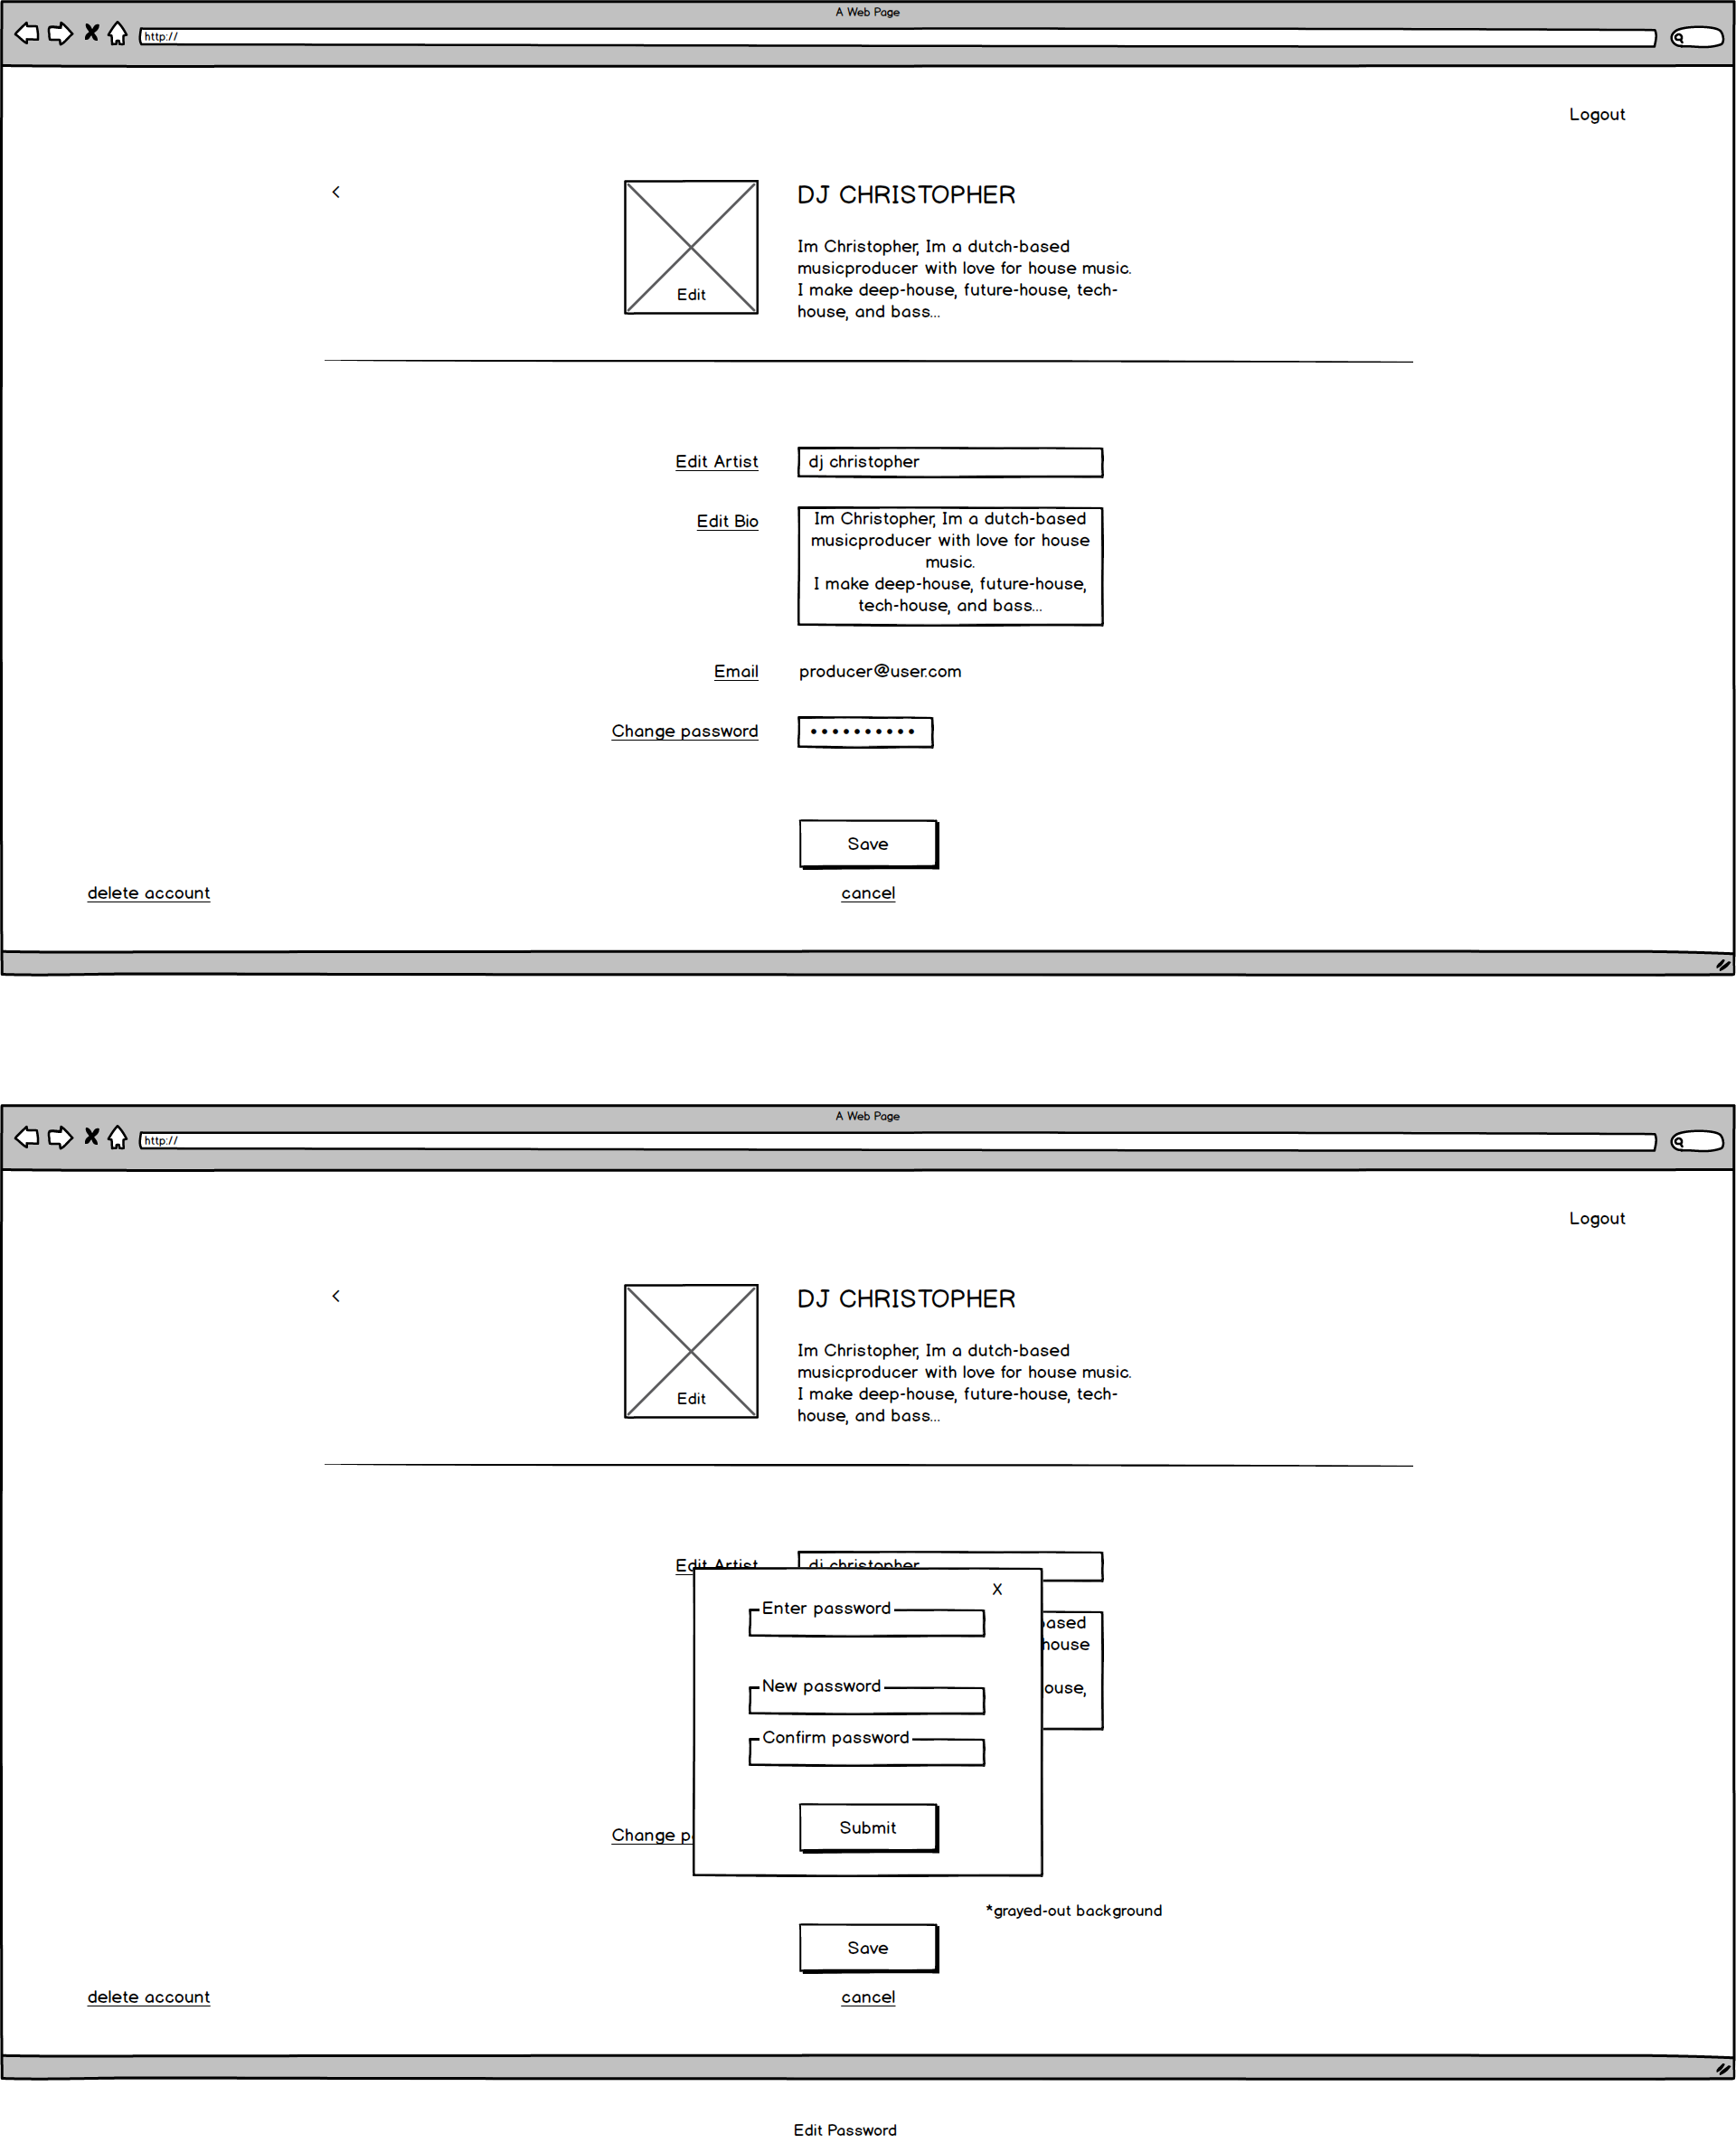 A Web Page
http://
Logout
<
DJ CHRISTOPHER
Im Christopher, Im a dutch-based
musicproducer with love for house music.
I make deep-house, future-house, tech-
house, and bass...
Edit
Edit Artist
dj christopher
Edit Bio
Im Christopher, Im a dutch-based
musicproducer with love for house
music.
I make deep-house, future-house,
tech-house, and bass...
Email
producer@user.com
Change password
Save
delete account
cancel
A Web Page
http://
Logout
<
DJ CHRISTOPHER
Im Christopher, Im a dutch-based
musicproducer with love for house music.
I make deep-house, future-house, tech-
house, and bass...
Edit
Edit Artist
dj christopher
X
Enter password
ased
house
New password
ouse,
Confirm password
Submit
Change p
*grayed-out background
Save
delete account
cancel
Edit Password